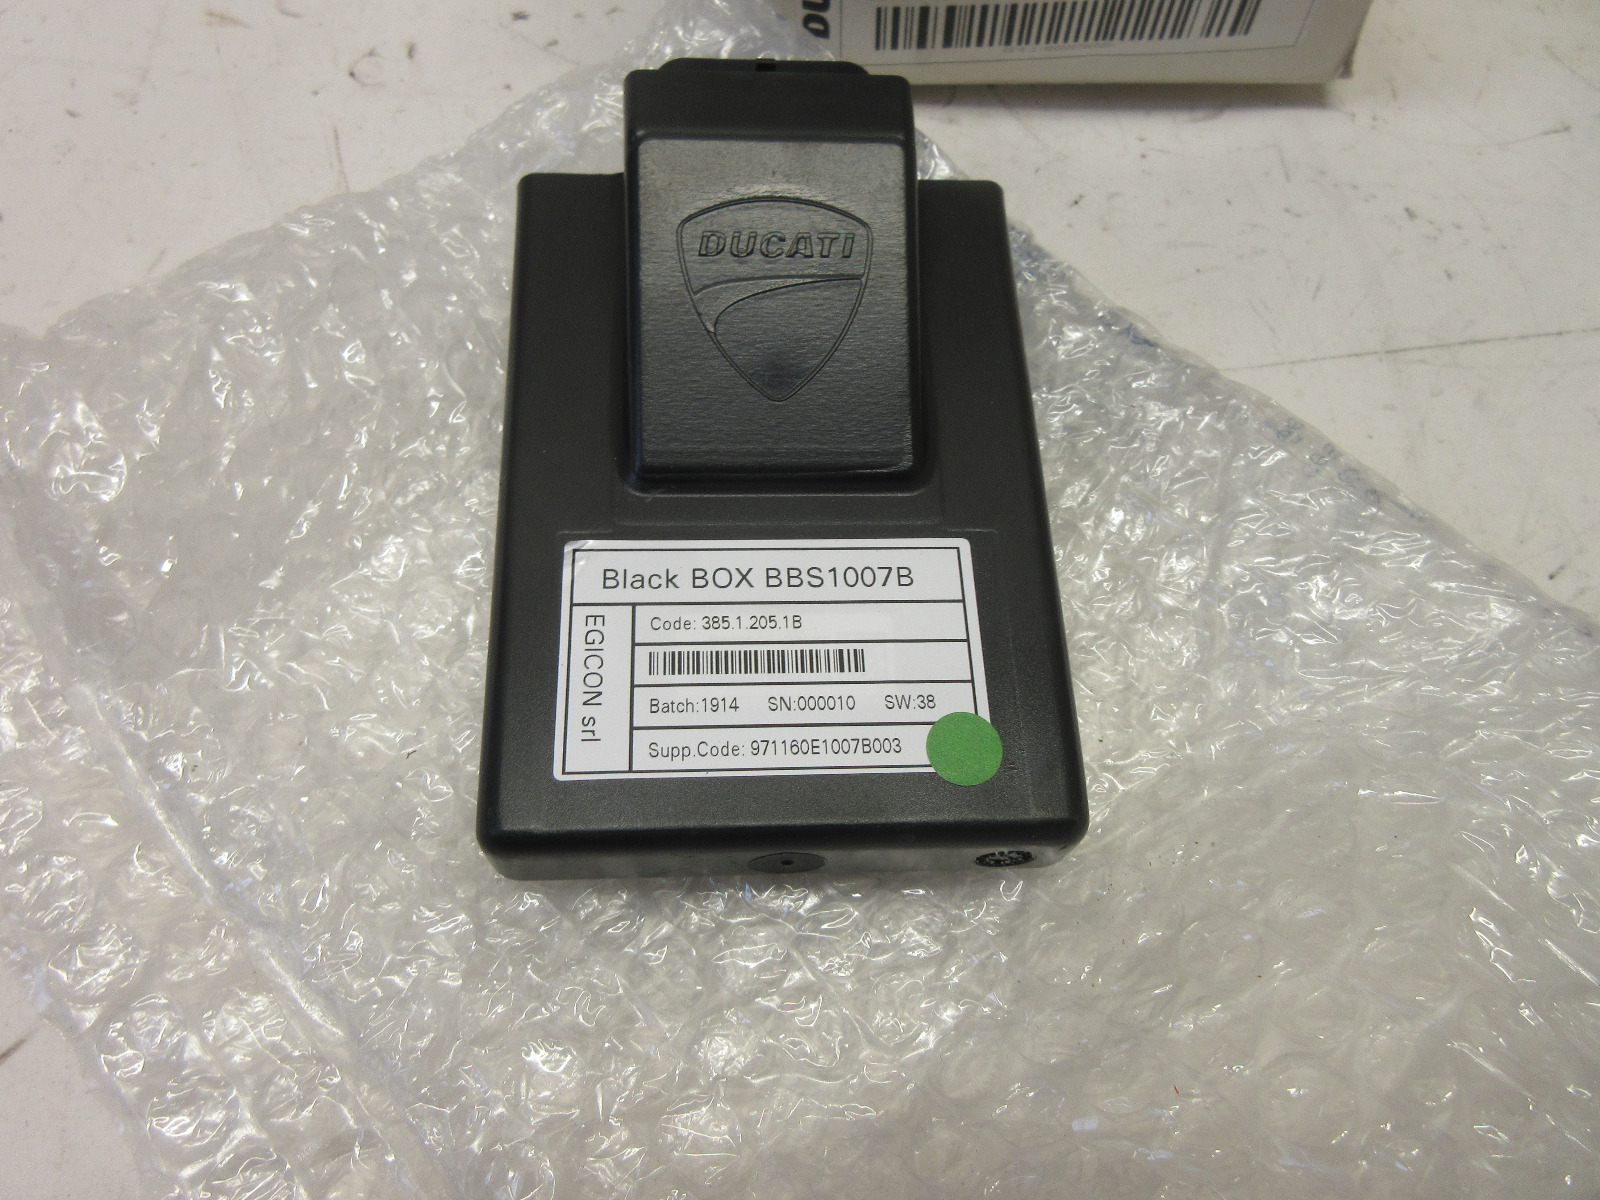 DU
DUCATI
Black BOX BBS1007B
EGICON srl
Code: 385.1.205.1B
Batch:1914 SN:000010 SW:38
Supp.Code: 971160E1007B003